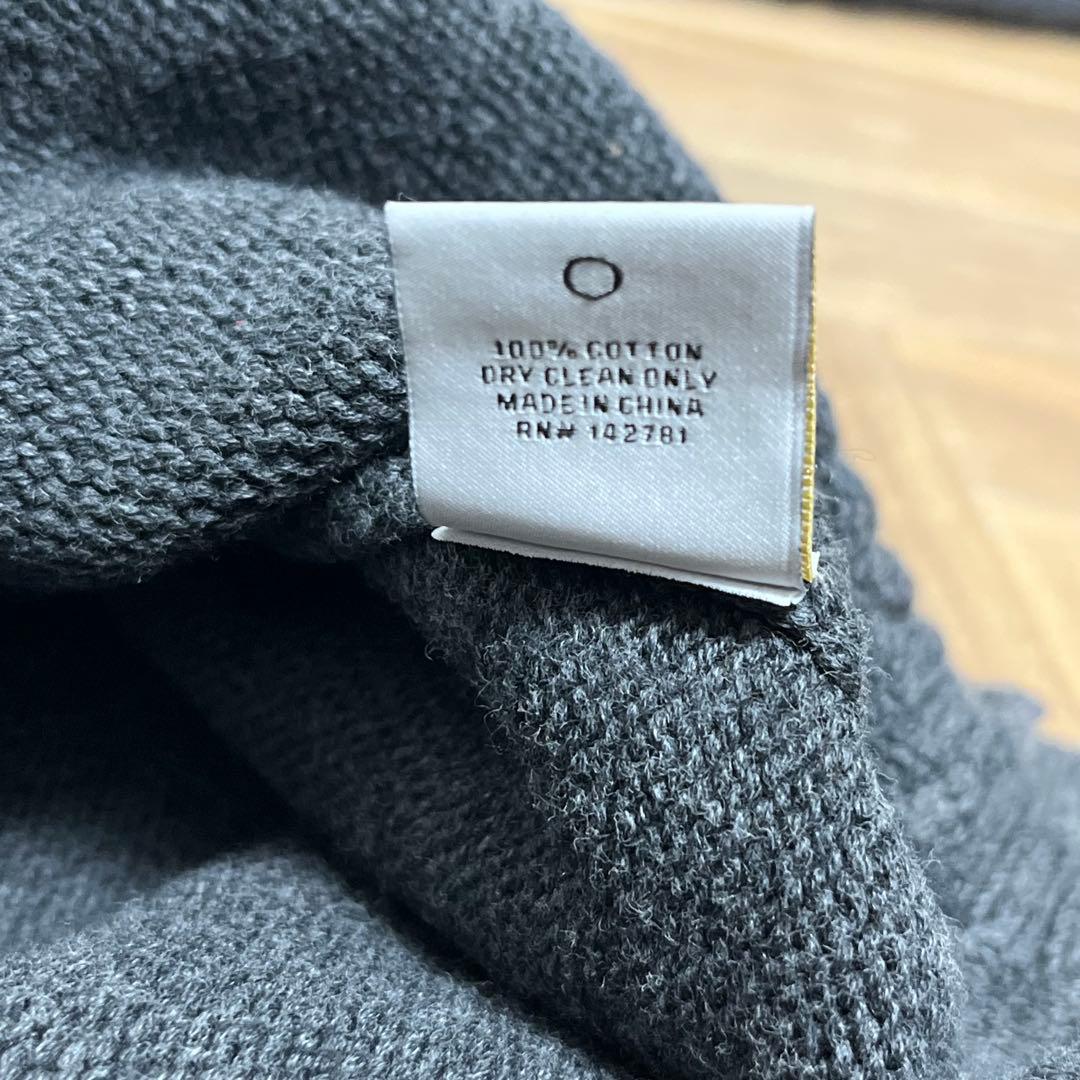 O
100% COTTON
DRY CLEAN ONLY
MADE IN CHINA
RN# 142781